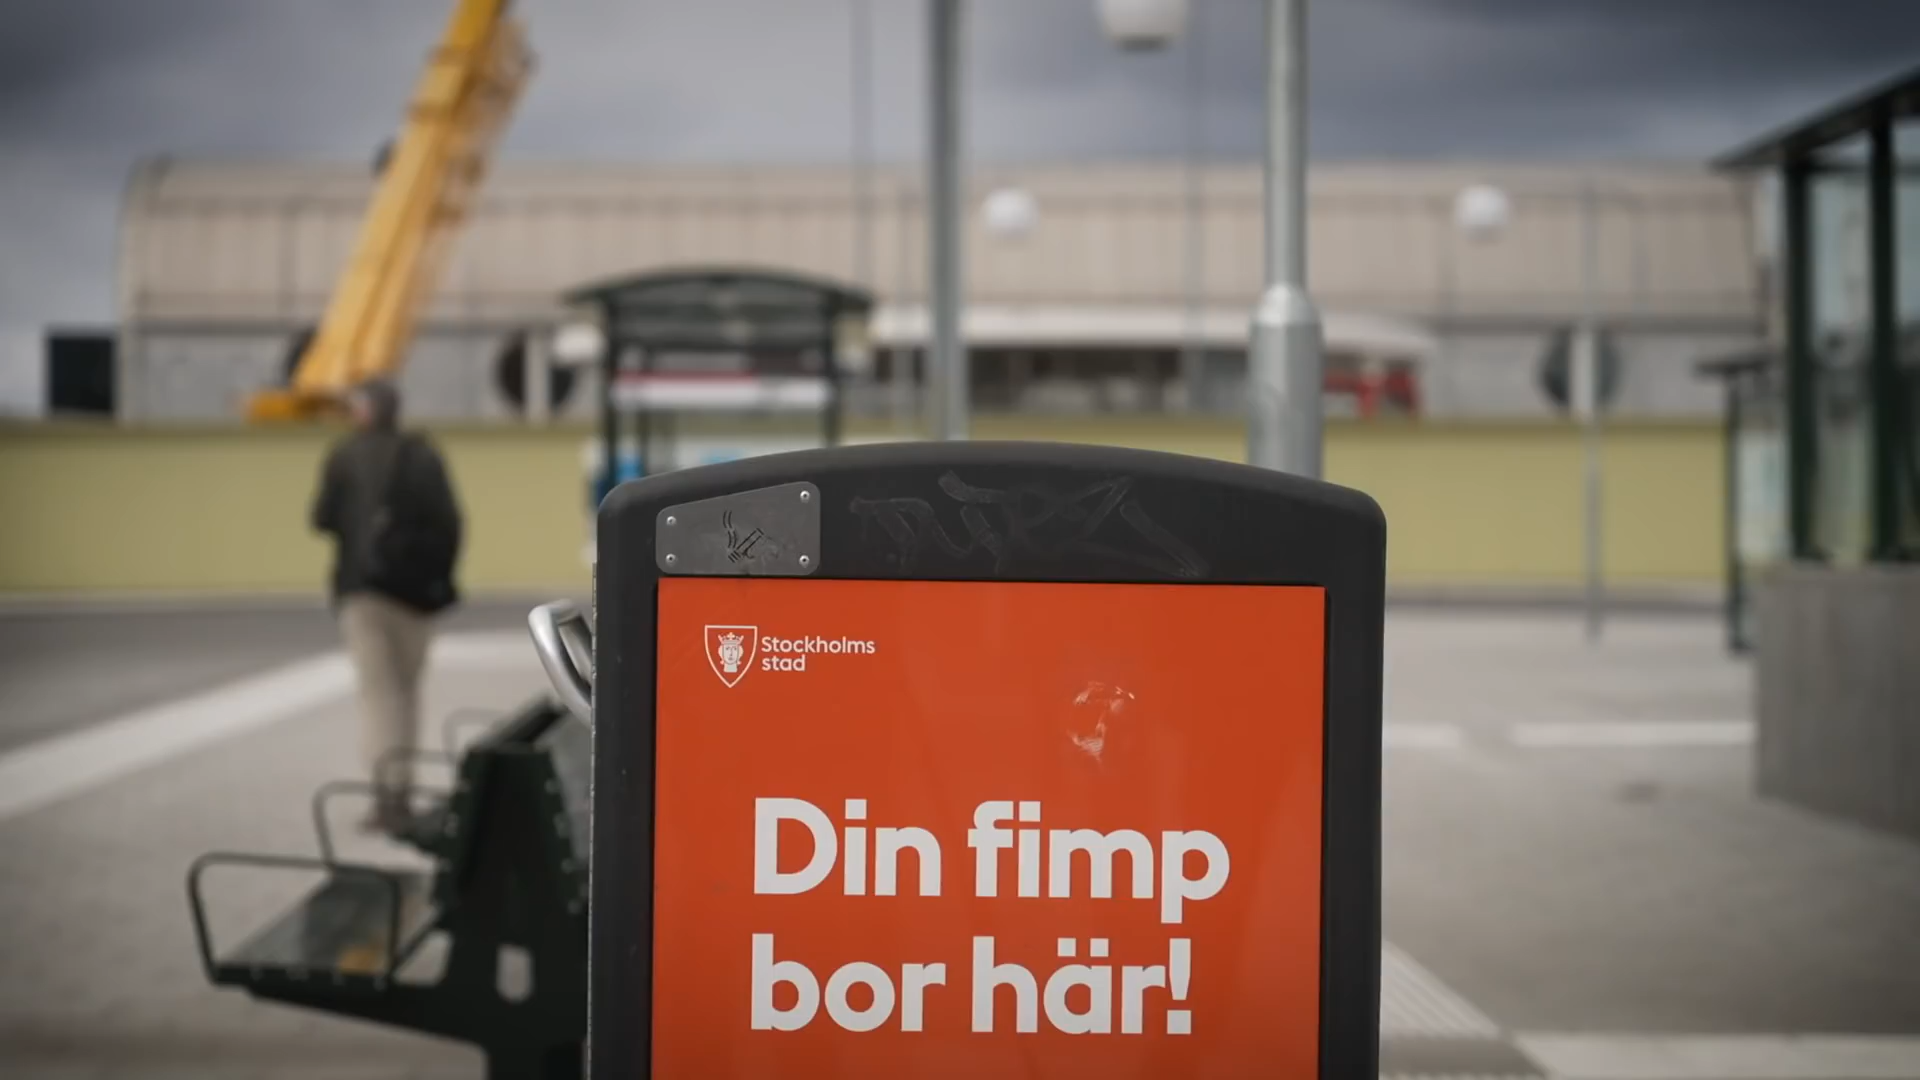 Stockholms
stad
Din fimp
bor här!